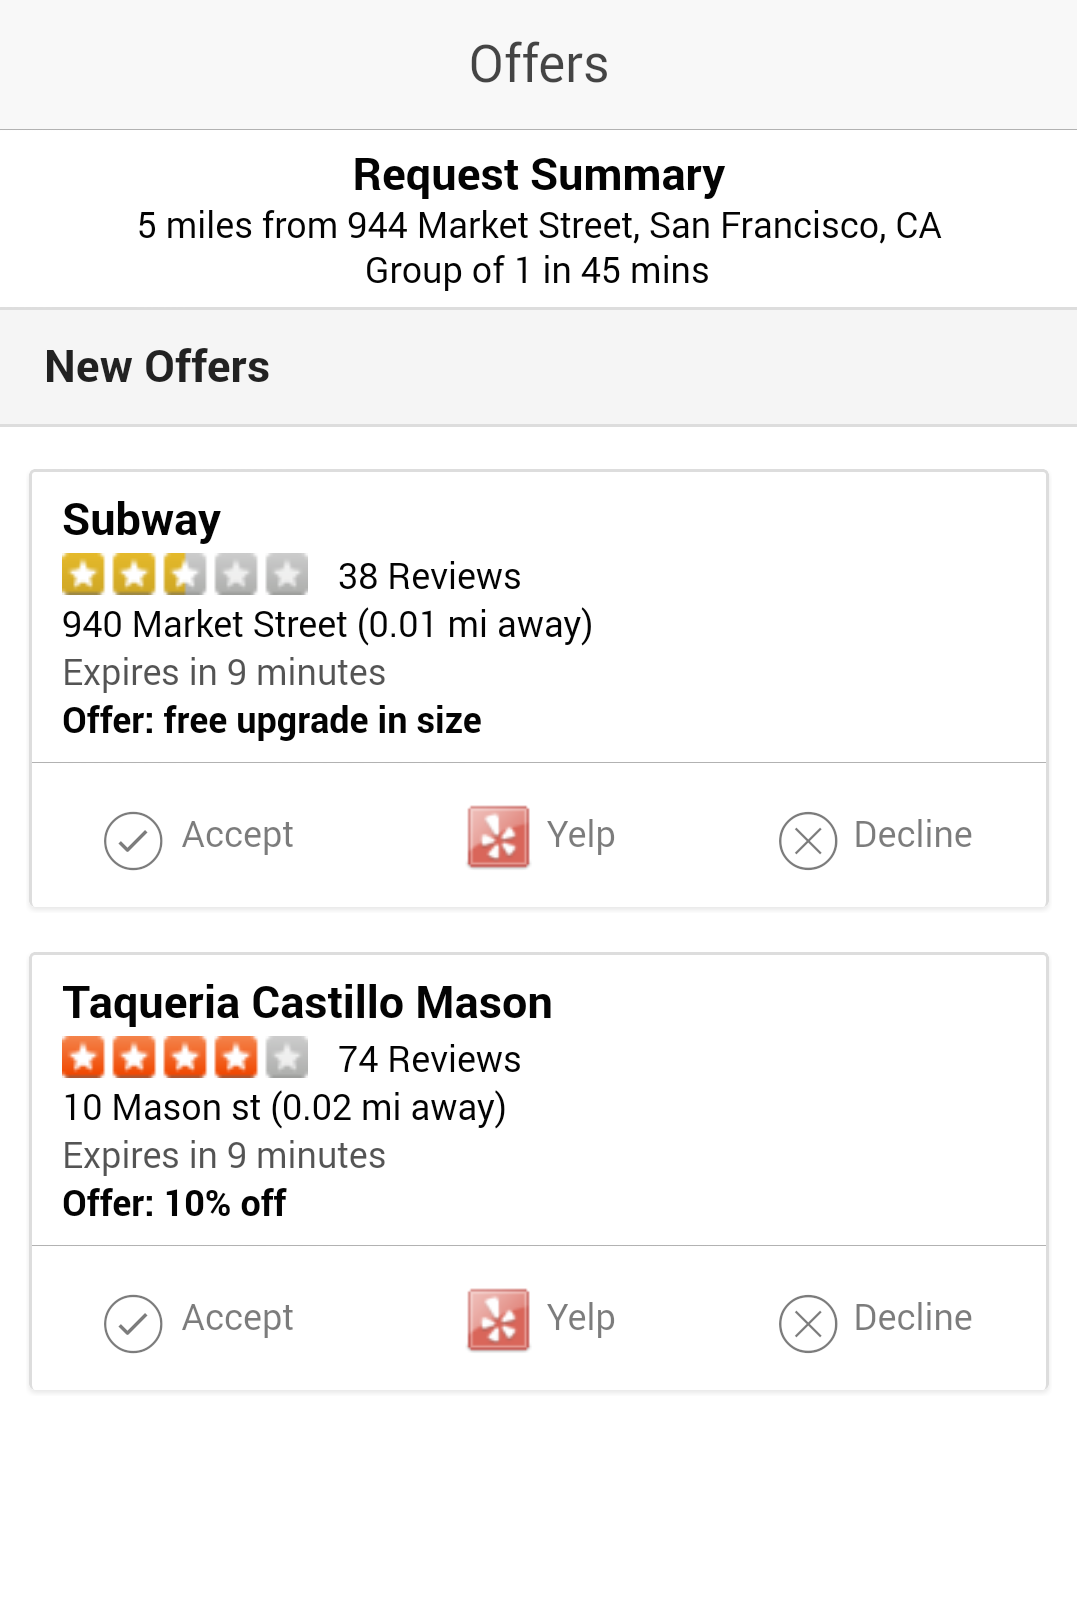 Offers
Request Summary
5 miles from 944 Market Street, San Francisco, CA
Group of 1 in 45 mins
New Offers
Subway
38 Reviews
940 Market Street (0.01 mi away)
Expires in 9 minutes
Offer: free upgrade in size
Accept Yelp Decline
Taqueria Castillo Mason
74 Reviews
10 Mason st (0.02 mi away)
Expires in 9 minutes
Offer: 10% off
Accept Yelp Decline